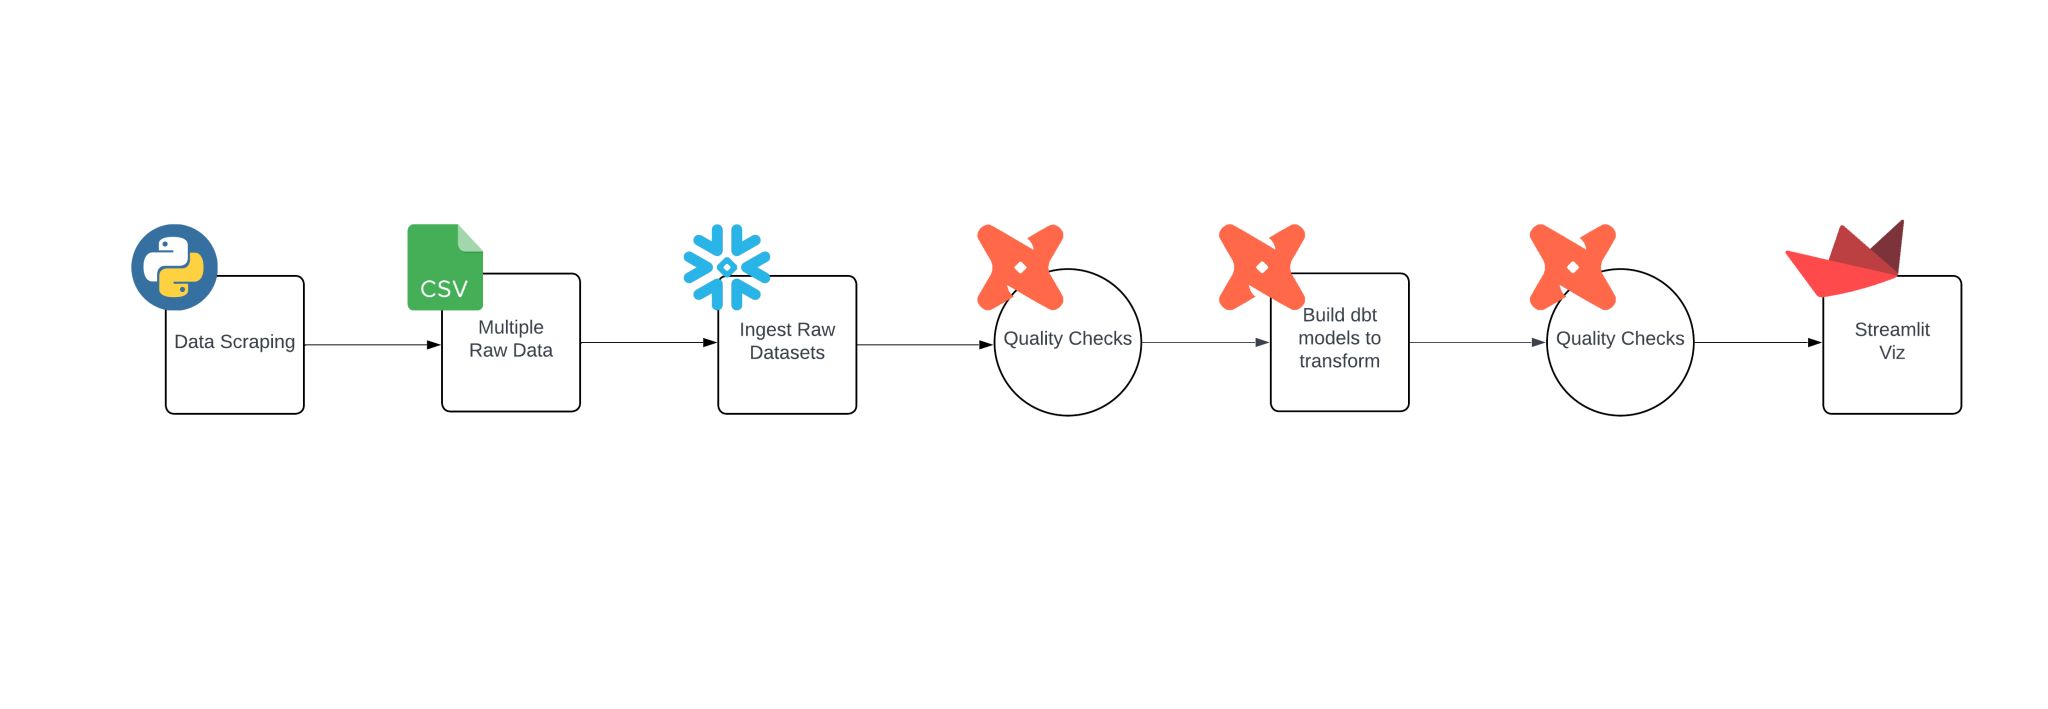 CSV
Data Scraping
Multiple
Raw Data
Ingest Raw
Datasets
Quality Checks
Build dbt
models to
transform
Quality Checks
Streamlit
Viz